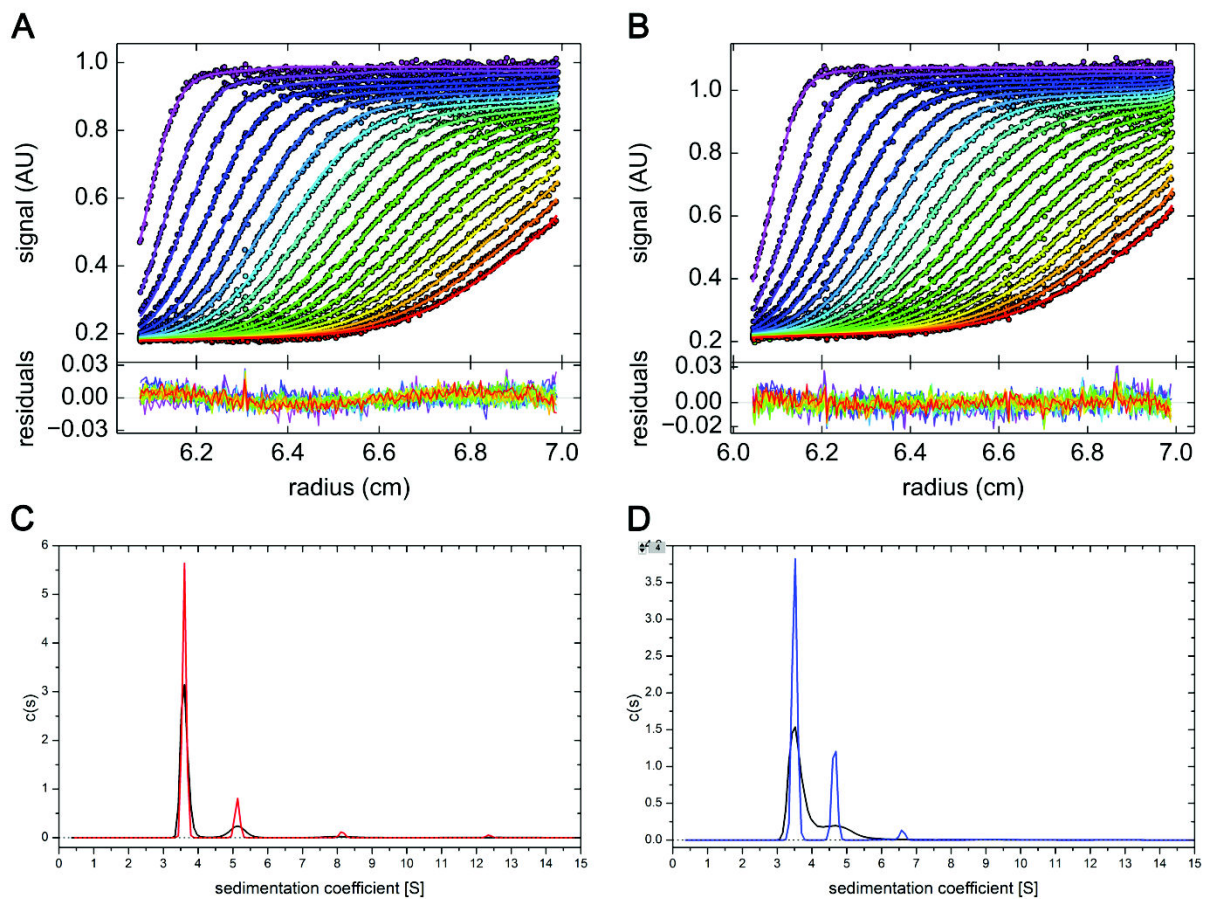 A
signal (AU)
1.0
0.8
0.6
0.4
0.2
residuals
0.03
0.00
−0.03
6.2 6.4 6.6 6.8 7.0
radius (cm)
B
signal (AU)
1.0
0.8
0.6
0.4
0.2
residuals
0.03
0.00
−0.02
6.0 6.2 6.4 6.6 6.8 7.0
radius (cm)
C
c(s)
6
5
4
3
2
1
0
0 1 2 3 4 5 6 7 8 9 10 11 12 13 14 15
sedimentation coefficient [S]
D
4
c(s)
3.5
3.0
2.5
2.0
1.5
1.0
0.5
0.0
0 1 2 3 4 5 6 7 8 9 10 11 12 13 14 15
sedimentation coefficient [S]